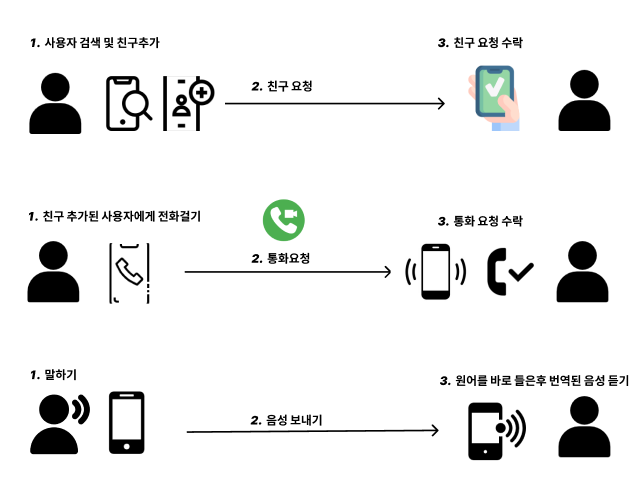 1. 사용자 검색 및 친구추가
2. 친구 요청
3. 친구 요청 수락
1. 친구 추가된 사용자에게 전화걸기
2. 통화요청
3. 통화 요청 수락
1. 말하기
2. 음성 보내기
3. 원어를 바로 들은후 번역된 음성 듣기